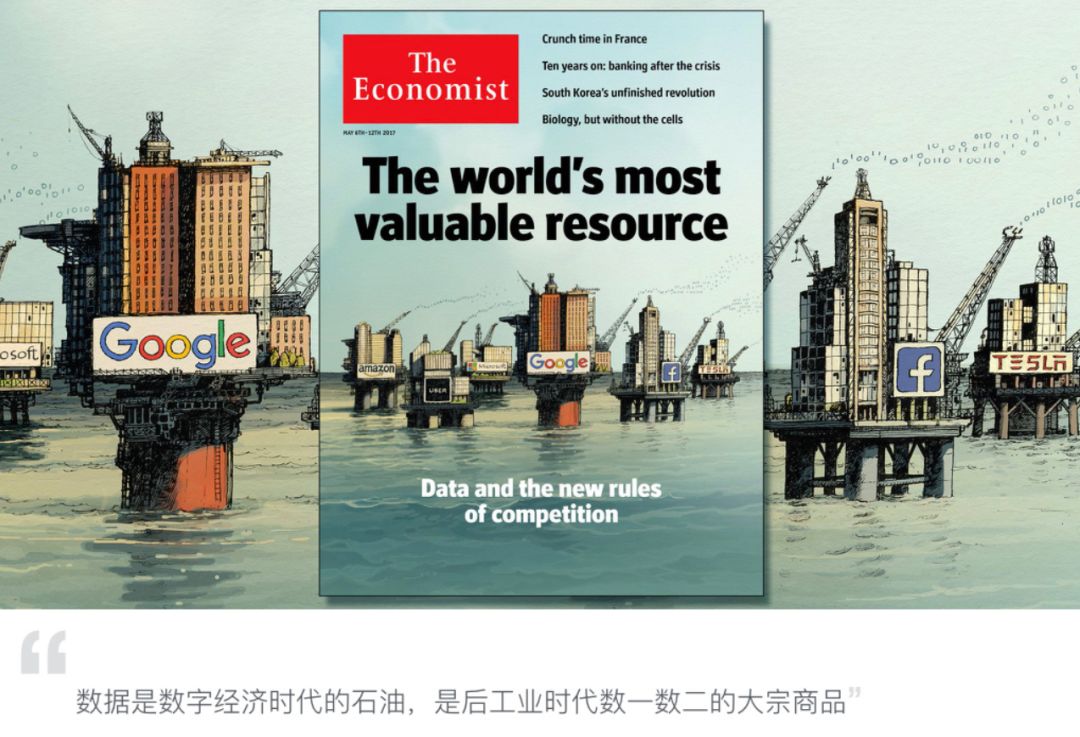 The
Economist
MAY 6TH–12TH 2017
Crunch time in France
Ten years on: banking after the crisis
South Korea's unfinished revolution
Biology, but without the cells
The world's most
valuable resource
amazon
UBER
Microsoft
Google
f
TESLA
Data and the new rules
of competition
osoft
Google
f
TESLA
“
数据是数字经济时代的石油，是后工业时代数一数二的大宗商品”